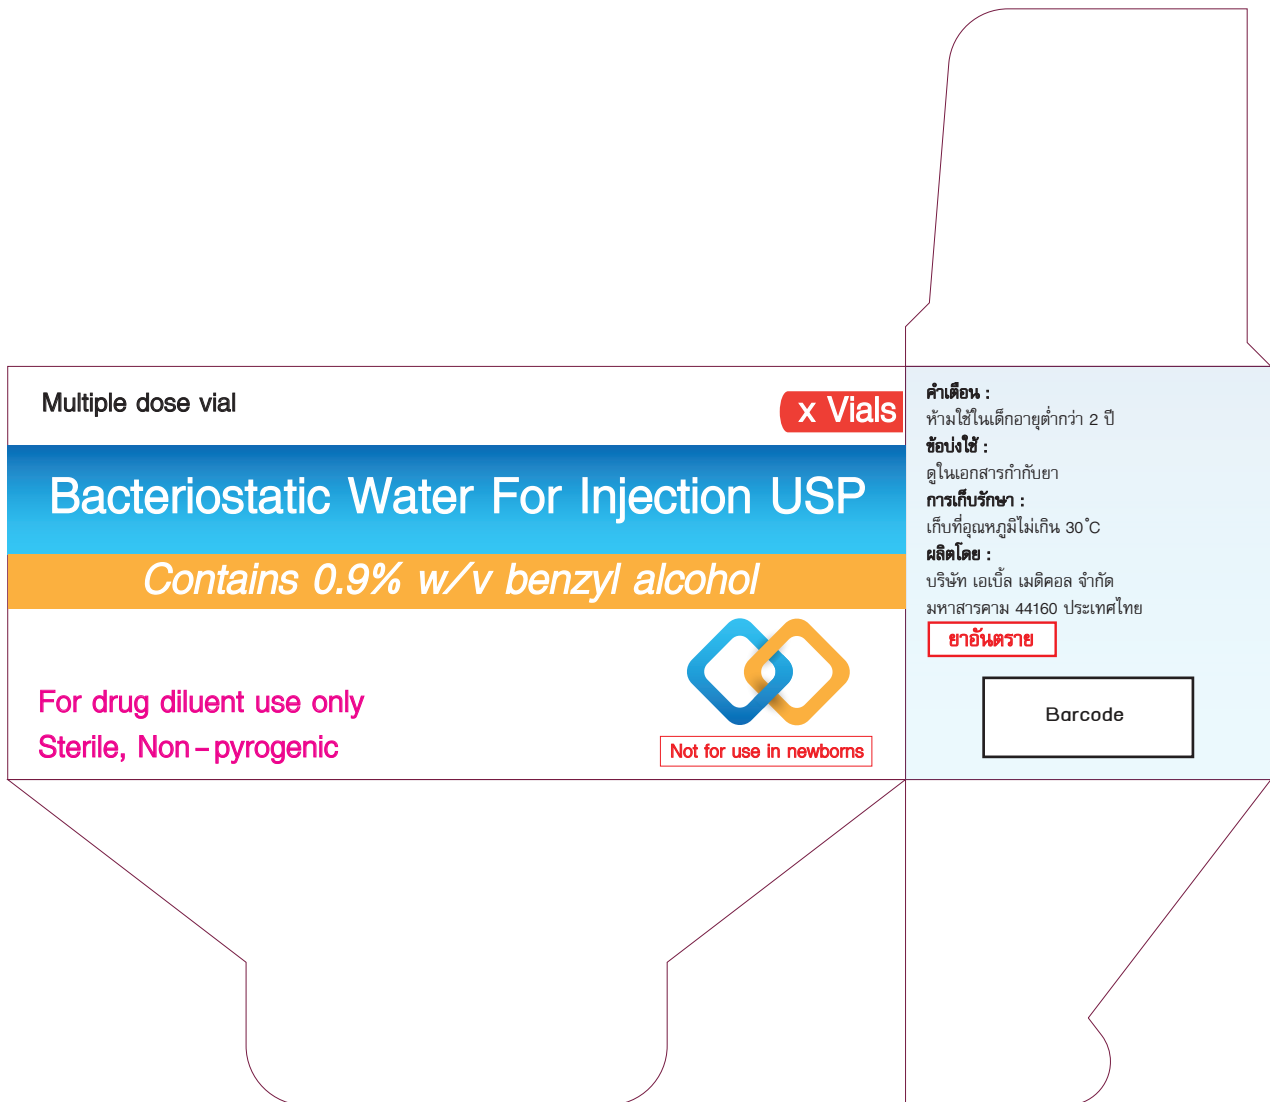 Multiple dose vial
x Vials
Bacteriostatic Water For Injection USP
Contains 0.9% w/v benzyl alcohol
For drug diluent use only
Sterile, Non-pyrogenic
Not for use in newborns
คำเตือน :
ห้ามใช้ในเด็กอายุต่ำกว่า 2 ปี
ข้อบ่งใช้ :
ดูในเอกสารกำกับยา
การเก็บรักษา :
เก็บที่อุณหภูมิไม่เกิน 30 ํC
ผลิตโดย :
บริษัท เอเบิ้ล เมดิคอล จำกัด
มหาสารคาม 44160 ประเทศไทย
ยาอันตราย
Barcode